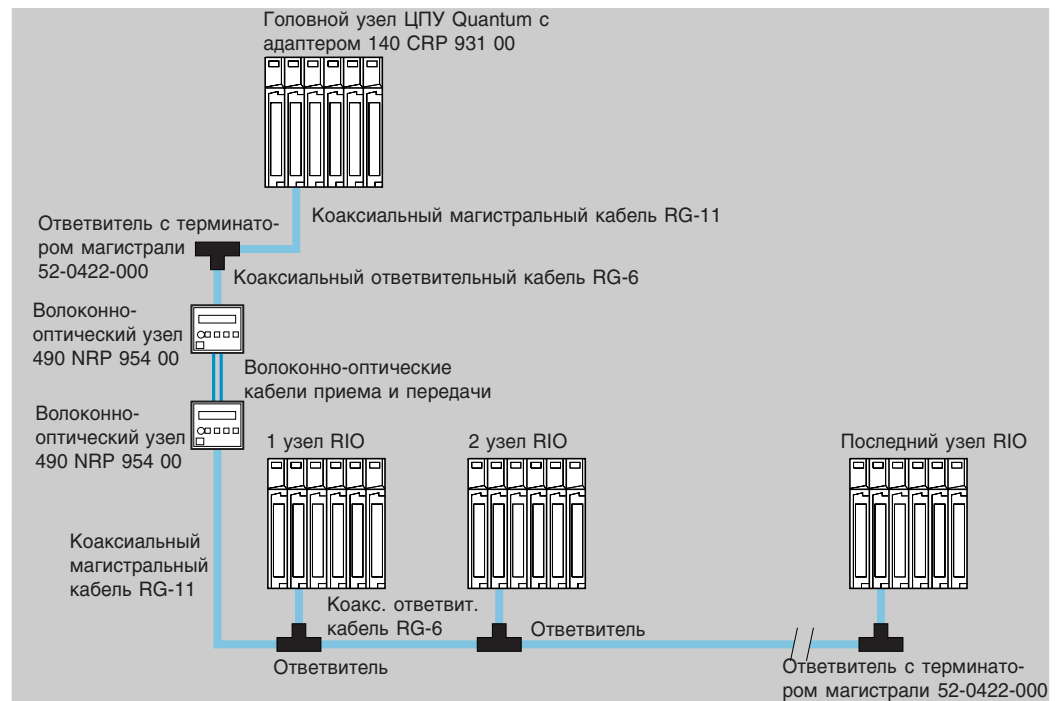 Головной узел ЦПУ Quantum с
адаптером 140 CRP 931 00
Коаксиальный магистральный кабель RG-11
Ответвитель с терминато-
ром магистрали
52-0422-000
Коаксиальный ответвительный кабель RG-6
Волоконно-
оптический узел
490 NRP 954 00
Волоконно-оптические
кабели приема и передачи
Волоконно-
оптический узел
490 NRP 954 00
1 узел RIO
2 узел RIO
Последний узел RIO
Коаксиальный
магистральный
кабель RG-11
Коакс. ответвит.
кабель RG-6
Ответвитель
Ответвитель
Ответвитель с терминато-
ром магистрали 52-0422-000